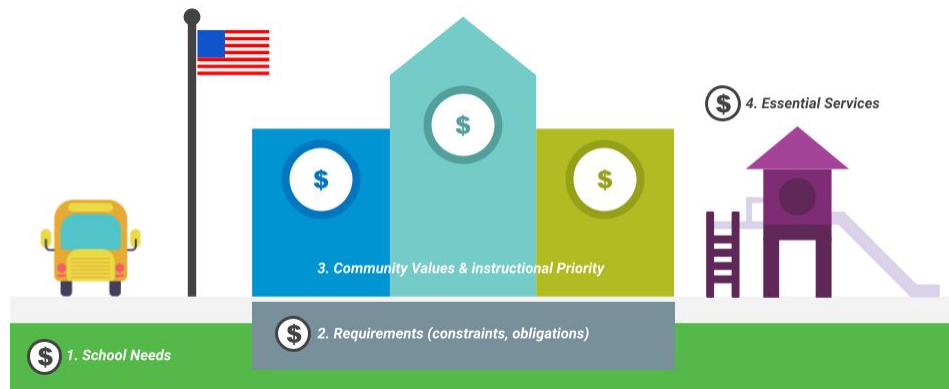 $ 4. Essential Services
$
$
$
3. Community Values & instructional Priority
$ 2. Requirements (constraints, obligations)
$ 1. School Needs